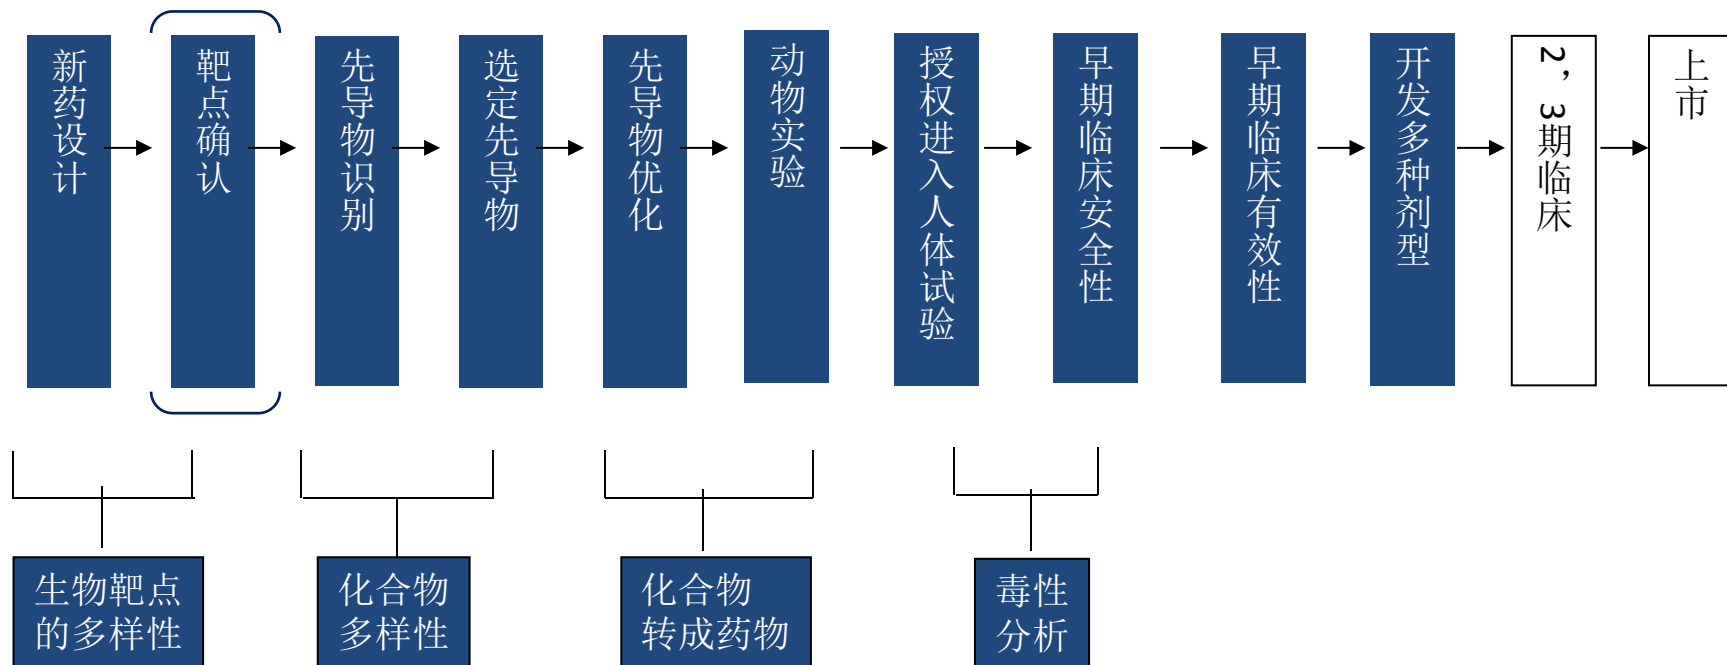 新药设计
靶点确认
先导物识别
选定先导物
先导物优化
动物实验
授权进入人体试验
早期临床安全性
早期临床有效性
开发多种剂型
2，3期临床
上市
生物靶点
的多样性
化合物
多样性
化合物
转成药物
毒性
分析